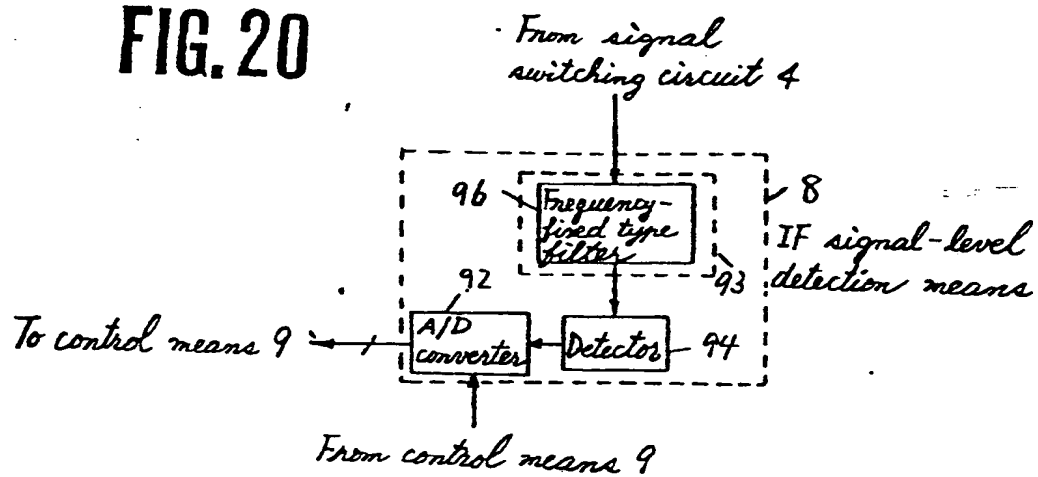 FIG. 20
From signal
switching circuit 4
96
Frequency-
fixed type
filter
8
IF signal-level
detection means
93
92
A/D
converter
Detector
94
To control means 9
From control means 9